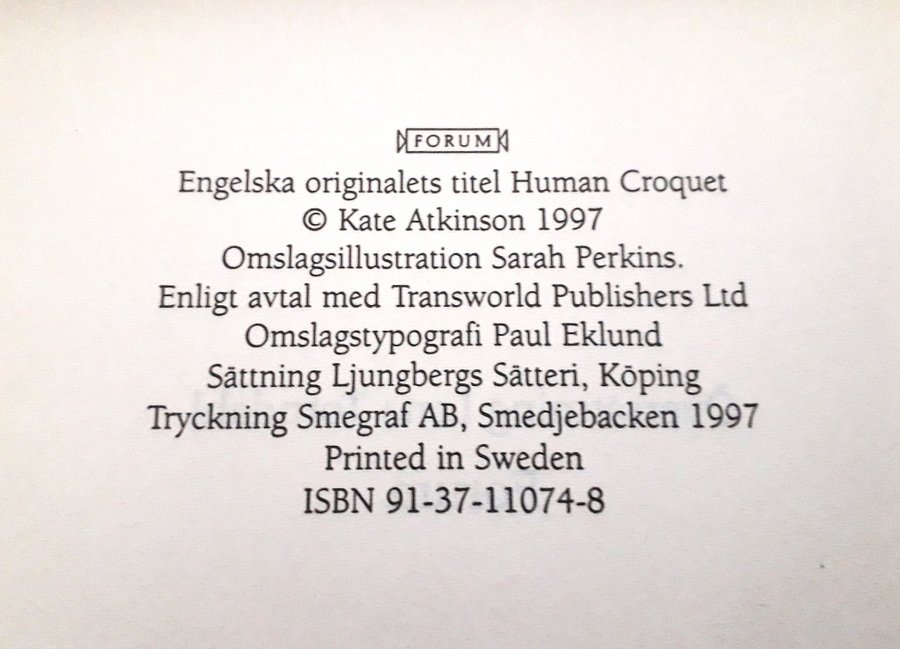 FORUM
Engelska originalets titel Human Croquet
© Kate Atkinson 1997
Omslagsillustration Sarah Perkins.
Enligt avtal med Transworld Publishers Ltd
Omslagstypografi Paul Eklund
Sättning Ljungbergs Sätteri, Köping
Tryckning Smegraf AB, Smedjebacken 1997
Printed in Sweden
ISBN 91-37-11074-8